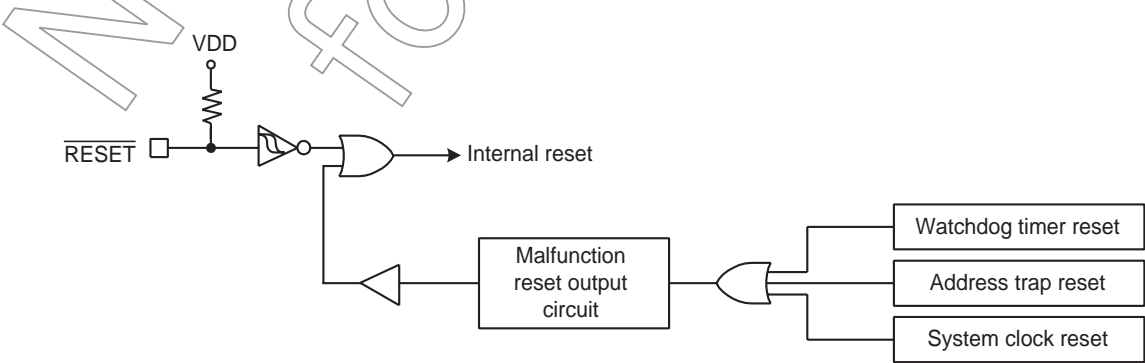 VDD
RESET
Internal reset
Watchdog timer reset
Malfunction
reset output
circuit
Address trap reset
System clock reset